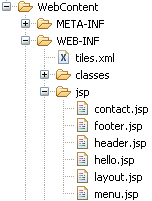 WebContent
META-INF
WEB-INF
tiles.xml
classes
jsp
contact.jsp
footer.jsp
header.jsp
hello.jsp
layout.jsp
menu.jsp